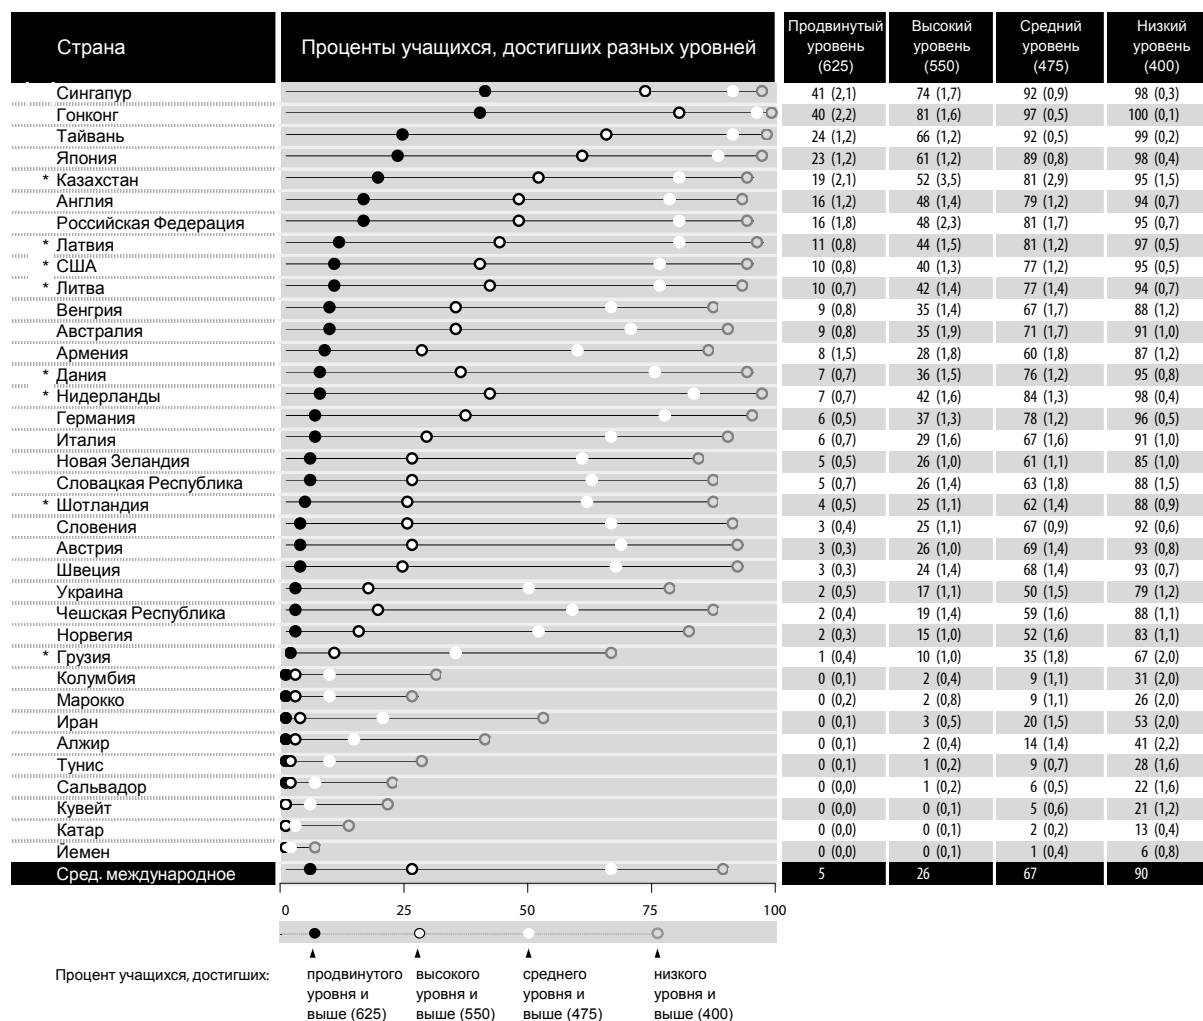 Страна Проценты учащихся, достигших разных уровней Продвинутый уровень (625) Высокий уровень (550) Средний уровень (475) Низкий уровень (400)
Сингапур 41 (2,1) 74 (1,7) 92 (0,9) 98 (0,3)
Гонконг 40 (2,2) 81 (1,6) 97 (0,5) 100 (0,1)
Тайвань 24 (1,2) 66 (1,2) 92 (0,5) 99 (0,2)
Япония 23 (1,2) 61 (1,2) 89 (0,8) 98 (0,4)
* Казахстан 19 (2,1) 52 (3,5) 81 (2,9) 95 (1,5)
Англия 16 (1,2) 48 (1,4) 79 (1,2) 94 (0,7)
Российская Федерация 16 (1,8) 48 (2,3) 81 (1,7) 95 (0,7)
* Латвия 11 (0,8) 44 (1,5) 81 (1,2) 97 (0,5)
* США 10 (0,8) 40 (1,3) 77 (1,2) 95 (0,5)
* Литва 10 (0,7) 42 (1,4) 77 (1,4) 94 (0,7)
Венгрия 9 (0,8) 35 (1,4) 67 (1,7) 88 (1,2)
Австралия 9 (0,8) 35 (1,9) 71 (1,7) 91 (1,0)
Армения 8 (1,5) 28 (1,8) 60 (1,8) 87 (1,2)
* Дания 7 (0,7) 36 (1,5) 76 (1,2) 95 (0,8)
* Нидерланды 7 (0,7) 42 (1,6) 84 (1,3) 98 (0,4)
Германия 6 (0,5) 37 (1,3) 78 (1,2) 96 (0,5)
Италия 6 (0,7) 29 (1,6) 67 (1,6) 91 (1,0)
Новая Зеландия 5 (0,5) 26 (1,0) 61 (1,1) 85 (1,0)
Словацкая Республика 5 (0,7) 26 (1,4) 63 (1,8) 88 (1,5)
* Шотландия 4 (0,5) 25 (1,1) 62 (1,4) 88 (0,9)
Словения 3 (0,4) 25 (1,1) 67 (0,9) 92 (0,6)
Австрия 3 (0,3) 26 (1,0) 69 (1,4) 93 (0,8)
Швеция 3 (0,3) 24 (1,4) 68 (1,4) 93 (0,7)
Украина 2 (0,5) 17 (1,1) 50 (1,5) 79 (1,2)
Чешская Республика 2 (0,4) 19 (1,4) 59 (1,6) 88 (1,1)
Норвегия 2 (0,3) 15 (1,0) 52 (1,6) 83 (1,1)
* Грузия 1 (0,4) 10 (1,0) 35 (1,8) 67 (2,0)
Колумбия 0 (0,1) 2 (0,4) 9 (1,1) 31 (2,0)
Марокко 0 (0,2) 2 (0,8) 9 (1,1) 26 (2,0)
Иран 0 (0,1) 3 (0,5) 20 (1,5) 53 (2,0)
Алжир 0 (0,1) 2 (0,4) 14 (1,4) 41 (2,2)
Тунис 0 (0,1) 1 (0,2) 9 (0,7) 28 (1,6)
Сальвадор 0 (0,0) 1 (0,2) 6 (0,5) 22 (1,6)
Кувейт 0 (0,0) 0 (0,1) 5 (0,6) 21 (1,2)
Катар 0 (0,0) 0 (0,1) 2 (0,2) 13 (0,4)
Йемен 0 (0,0) 0 (0,1) 1 (0,4) 6 (0,8)
Сред. международное 5 26 67 90
0 25 50 75 100
Процент учащихся, достигших: продвинутого высокого среднего низкого
уровня и уровня и уровня и уровня и
выше (625) выше (550) выше (475) выше (400)